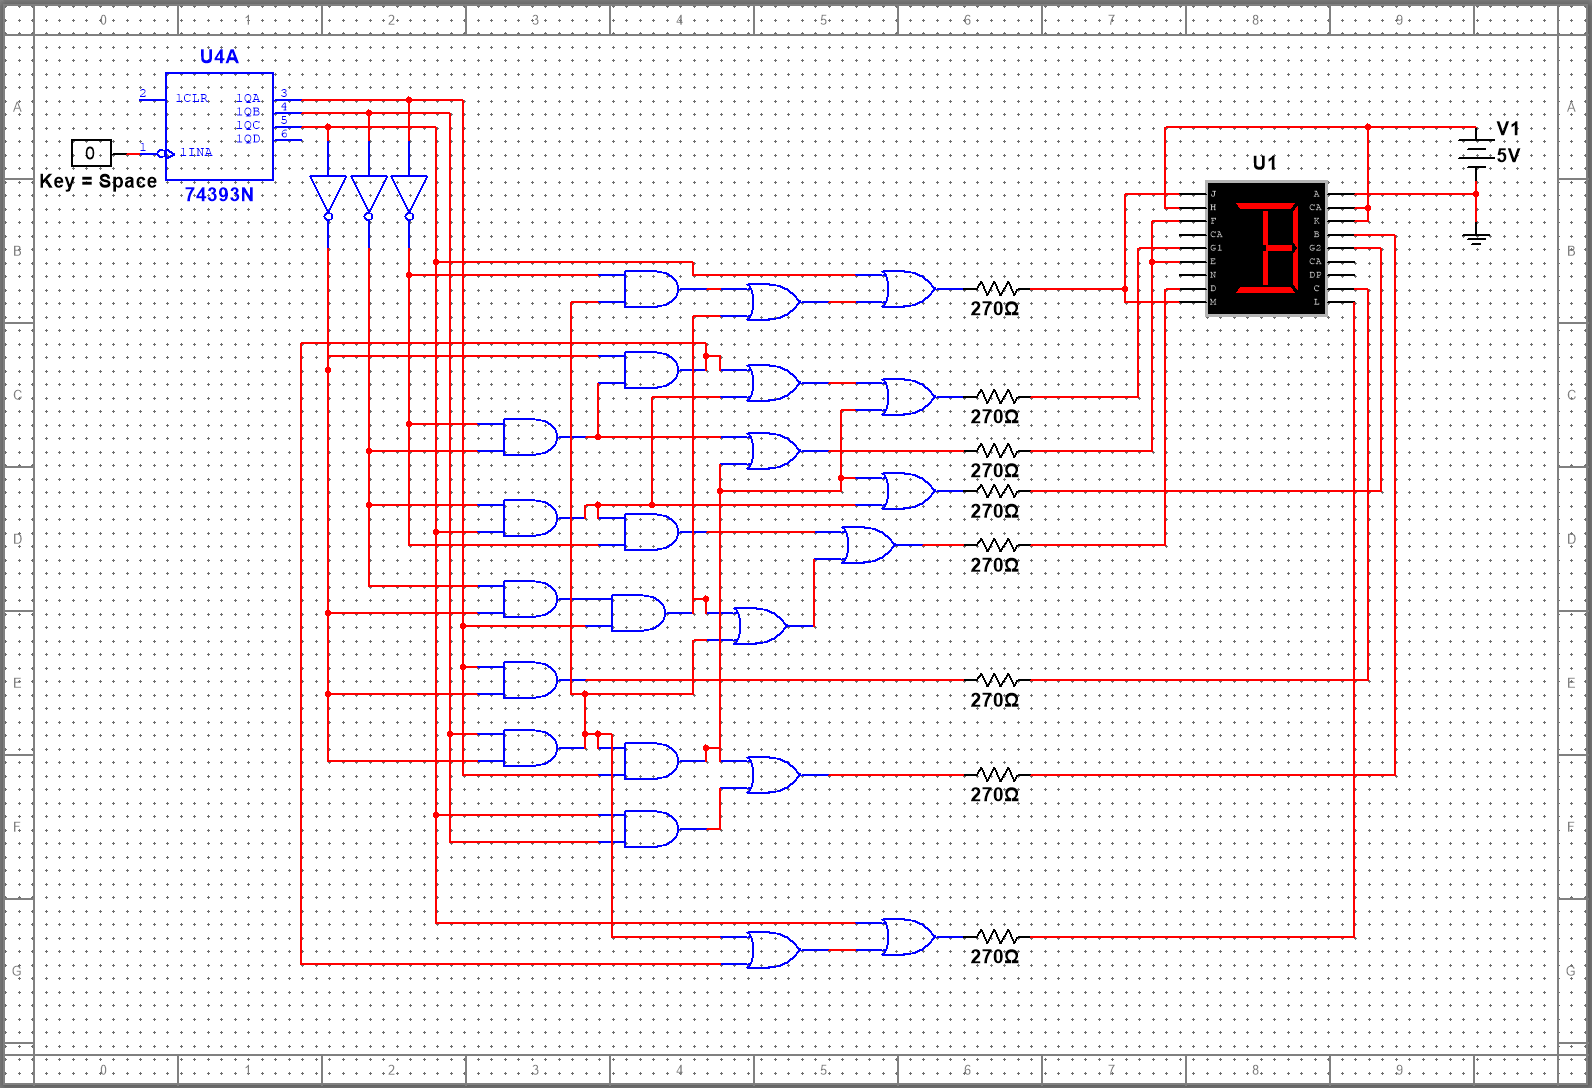 0 1 2 3 4 5 6 7 8 9
U4A
2 1CLR 1QA 3
1QB 4
1QC 5
1QD 6
0 1 1INA
Key = Space
74393N
V1
5V
U1
J A
H CA
F K
CA B
G1 G2
E CA
N DP
D C
M L
270Ω
270Ω
270Ω
270Ω
270Ω
270Ω
270Ω
270Ω
A A
B B
C C
D D
E E
F F
G G
0 1 2 3 4 5 6 7 8 9